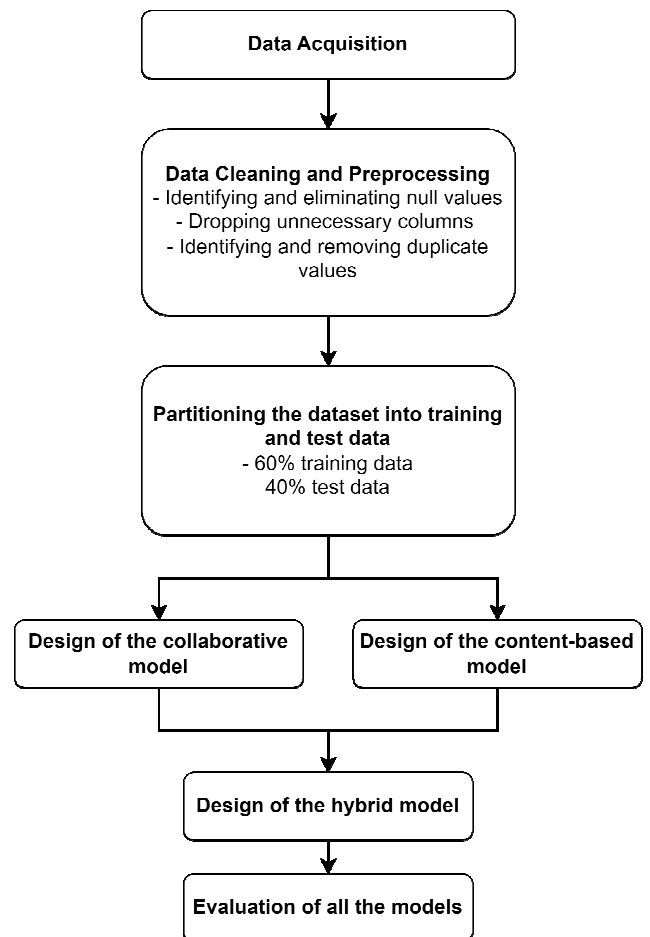 Data Acquisition
Data Cleaning and Preprocessing
- Identifying and eliminating null values
- Dropping unnecessary columns
- Identifying and removing duplicate
values
Partitioning the dataset into training
and test data
- 60% training data
40% test data
Design of the collaborative
model
Design of the content-based
model
Design of the hybrid model
Evaluation of all the models